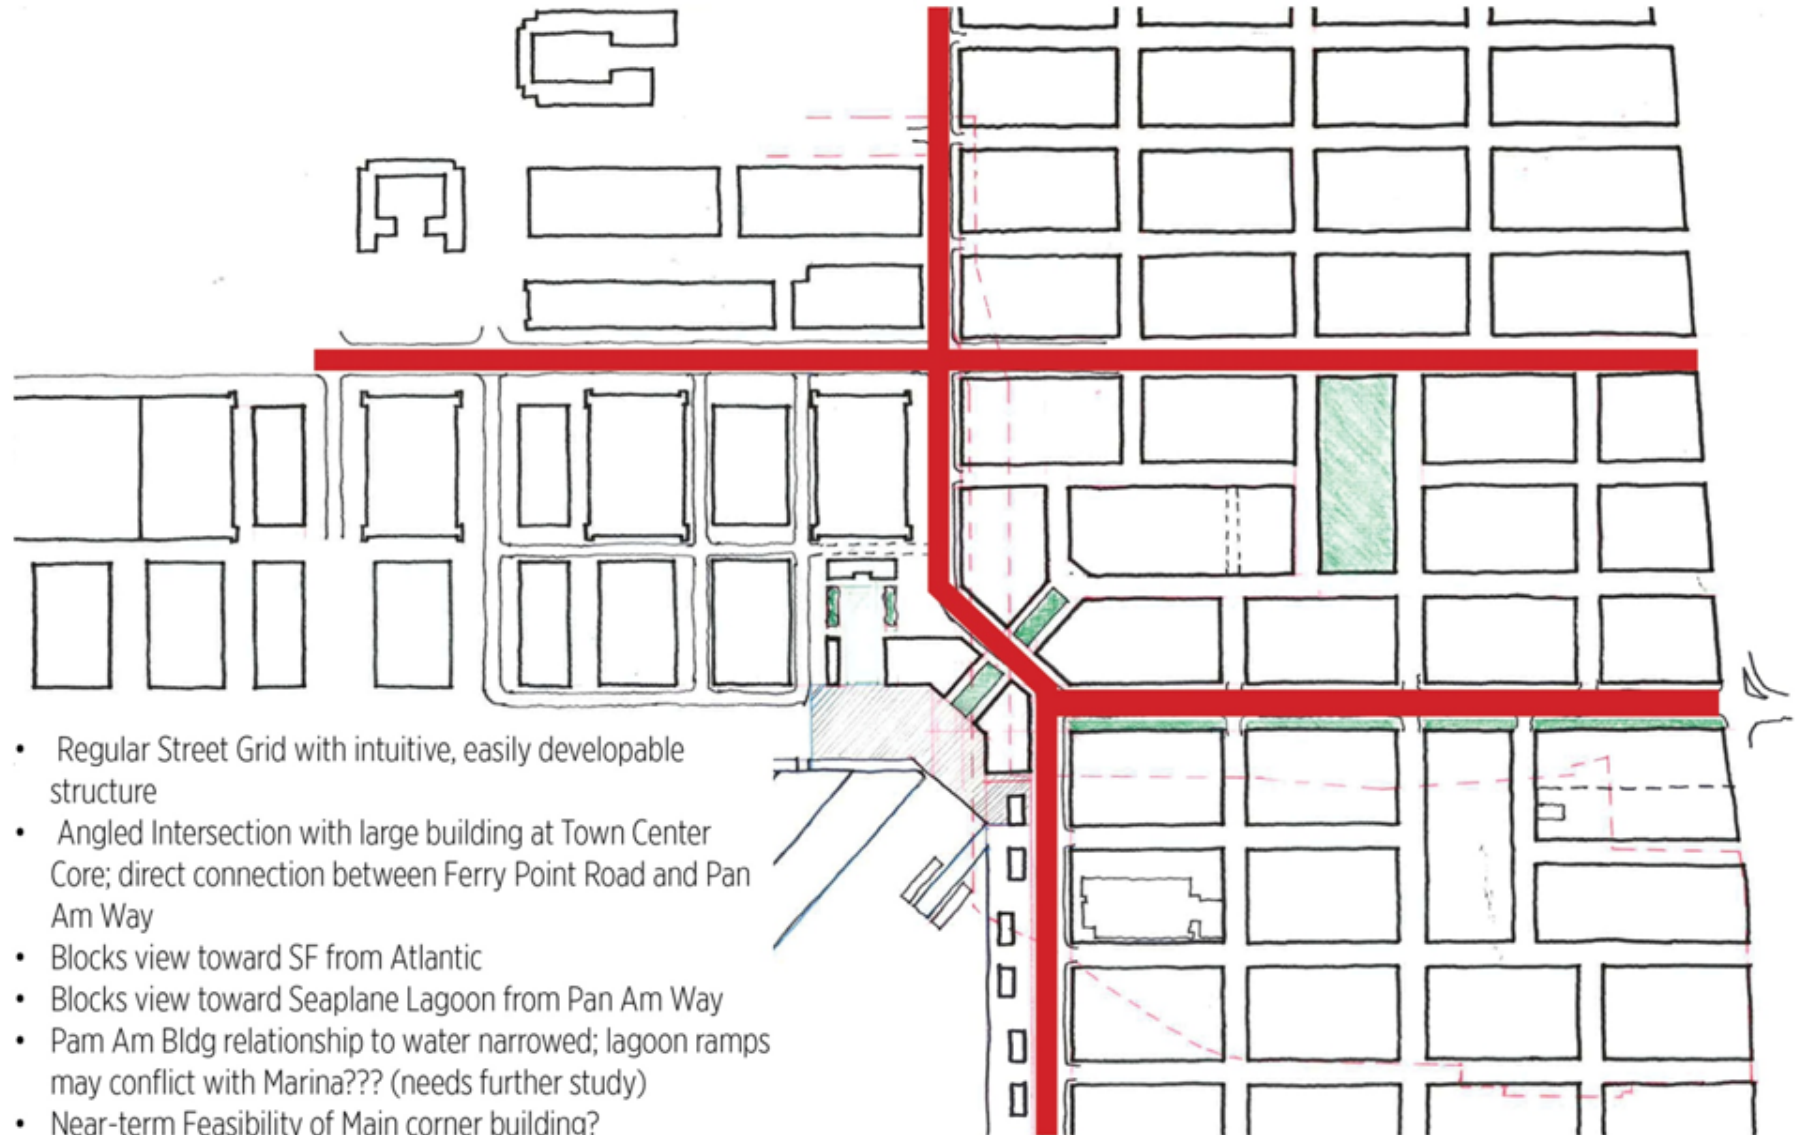 • Regular Street Grid with intuitive, easily developable
structure
• Angled Intersection with large building at Town Center
Core; direct connection between Ferry Point Road and Pan
Am Way
• Blocks view toward SF from Atlantic
• Blocks view toward Seaplane Lagoon from Pan Am Way
• Pam Am Bldg relationship to water narrowed; lagoon ramps
may conflict with Marina??? (needs further study)
• Near-term Feasibility of Main corner building?